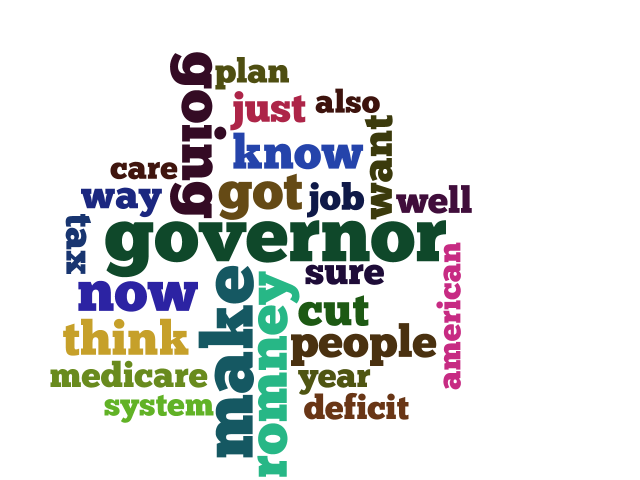 going
plan
just
also
know
want
care
way
got
job
well
tax
governor
sure
american
now
make
romney
cut
think
people
medicare
year
system
deficit